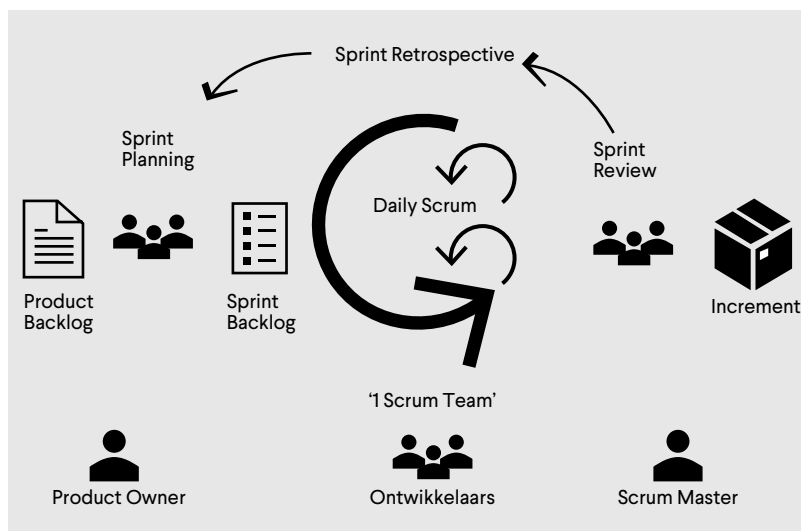 Sprint Retrospective
Sprint
Planning
Sprint
Review
Daily Scrum
Product
Backlog
Sprint
Backlog
Increment
‘1 Scrum Team’
Product Owner
Ontwikkelaars
Scrum Master